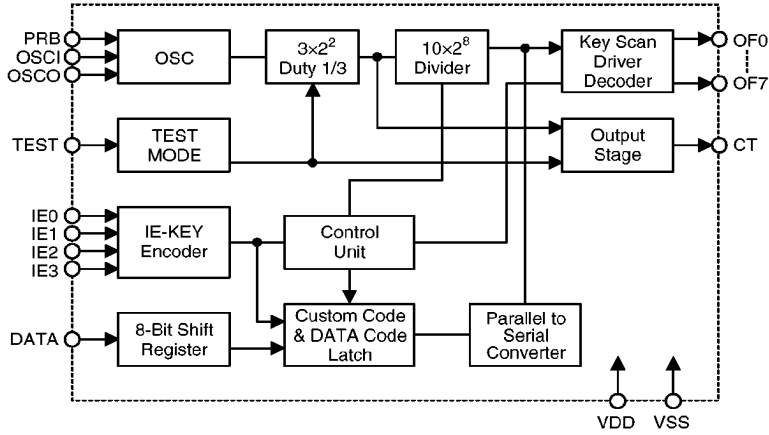 PRB
OSCI
OSCO
OSC
3×2²
Duty 1/3
10×2⁸
Divider
Key Scan
Driver
Decoder
OF0
OF7
TEST
TEST
MODE
Output
Stage
CT
IE0
IE1
IE2
IE3
IE-KEY
Encoder
Control
Unit
DATA
8-Bit Shift
Register
Custom Code
& DATA Code
Latch
Parallel to
Serial
Converter
VDD
VSS